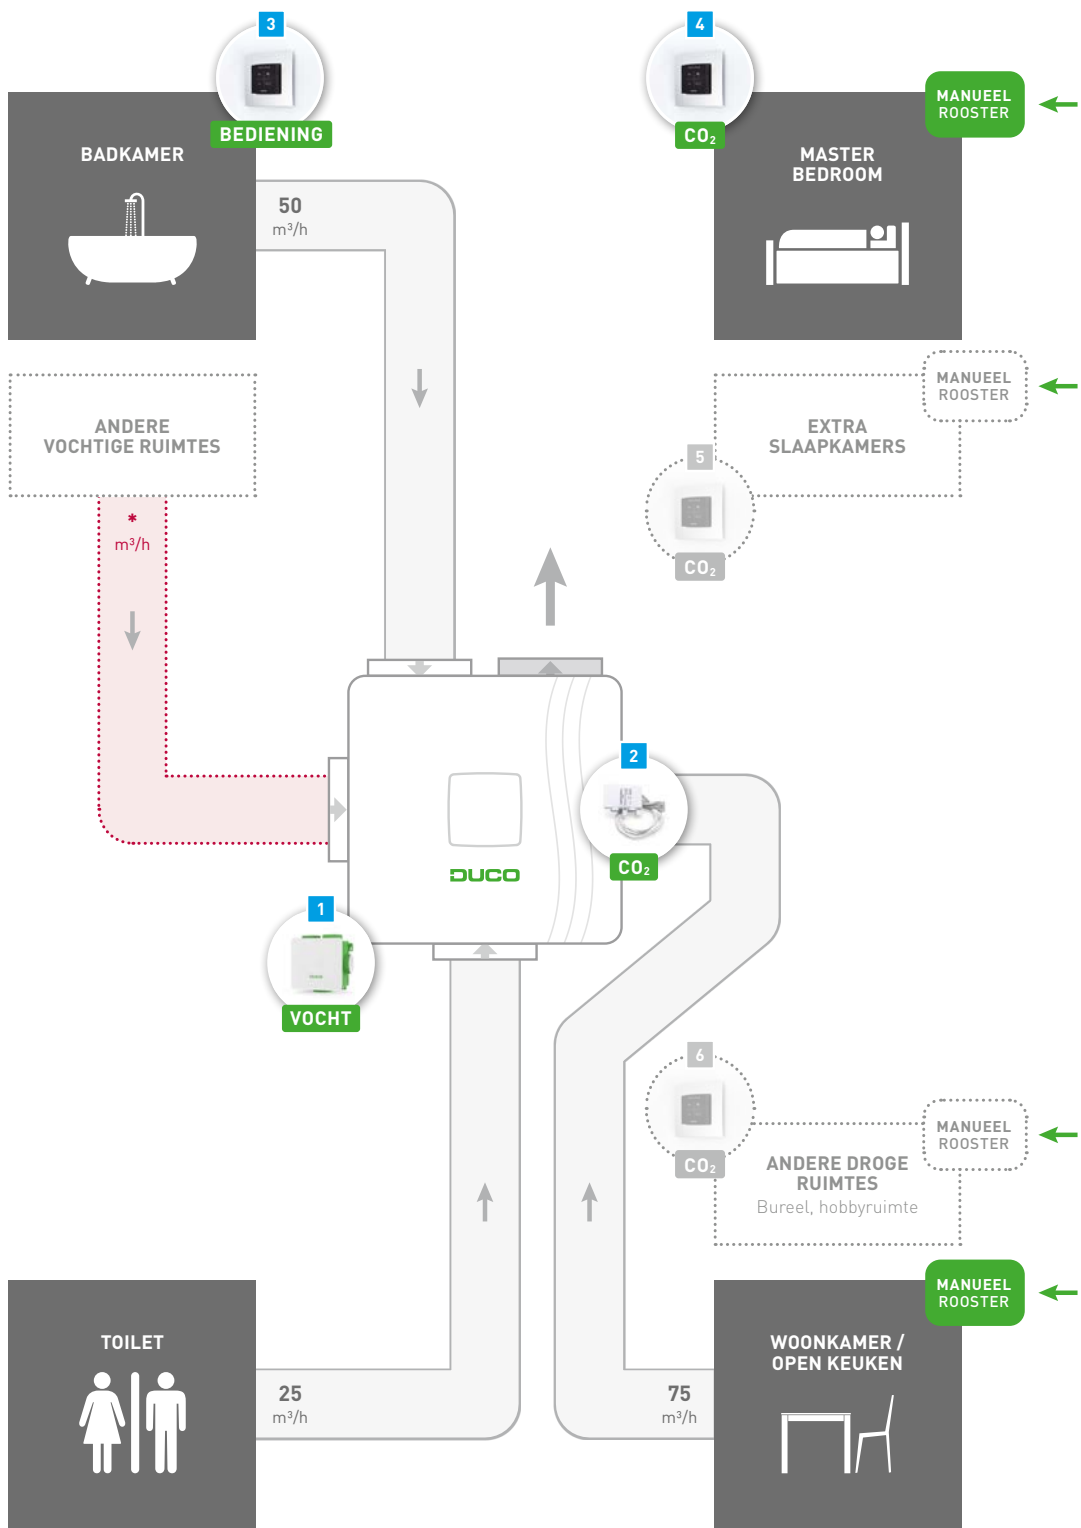 3
BEDIENING
BADKAMER
50
m³/h
4
CO₂
MASTER
BEDROOM
MANUEEL
ROOSTER
ANDERE
VOCHTIGE RUIMTES
*
m³/h
MANUEEL
ROOSTER
EXTRA
SLAAPKAMERS
5
CO₂
2
CO₂
DUCO
1
VOCHT
6
CO₂
MANUEEL
ROOSTER
ANDERE DROGE
RUIMTES
Bureel, hobbyruimte
TOILET
25
m³/h
75
m³/h
MANUEEL
ROOSTER
WOONKAMER /
OPEN KEUKEN